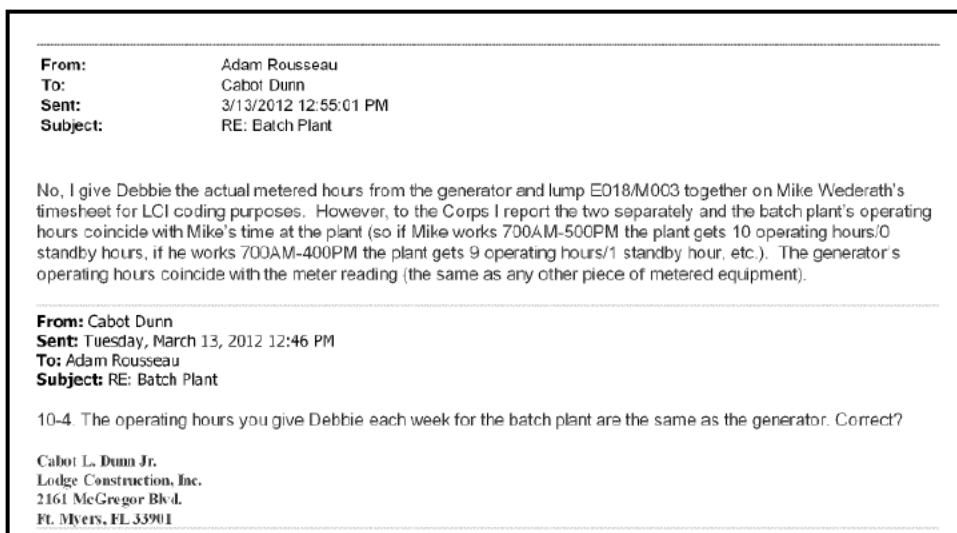 From: Adam Rousseau
To: Cabot Dunn
Sent: 3/13/2012 12:55:01 PM
Subject: RE: Batch Plant
No, I give Debbie the actual metered hours from the generator and lump E018/M003 together on Mike Wederath's
timesheet for LCI coding purposes. However, to the Corps I report the two separately and the batch plant's operating
hours coincide with Mike's time at the plant (so if Mike works 700AM-500PM the plant gets 10 operating hours/0
standby hours, if he works 700AM-400PM the plant gets 9 operating hours/1 standby hour, etc.). The generator's
operating hours coincide with the meter reading (the same as any other piece of metered equipment).
From: Cabot Dunn
Sent: Tuesday, March 13, 2012 12:46 PM
To: Adam Rousseau
Subject: RE: Batch Plant
10-4. The operating hours you give Debbie each week for the batch plant are the same as the generator. Correct?
Cabot L. Dunn Jr.
Lodge Construction, Inc.
2161 McGregor Blvd.
Ft. Myers, FL 33901